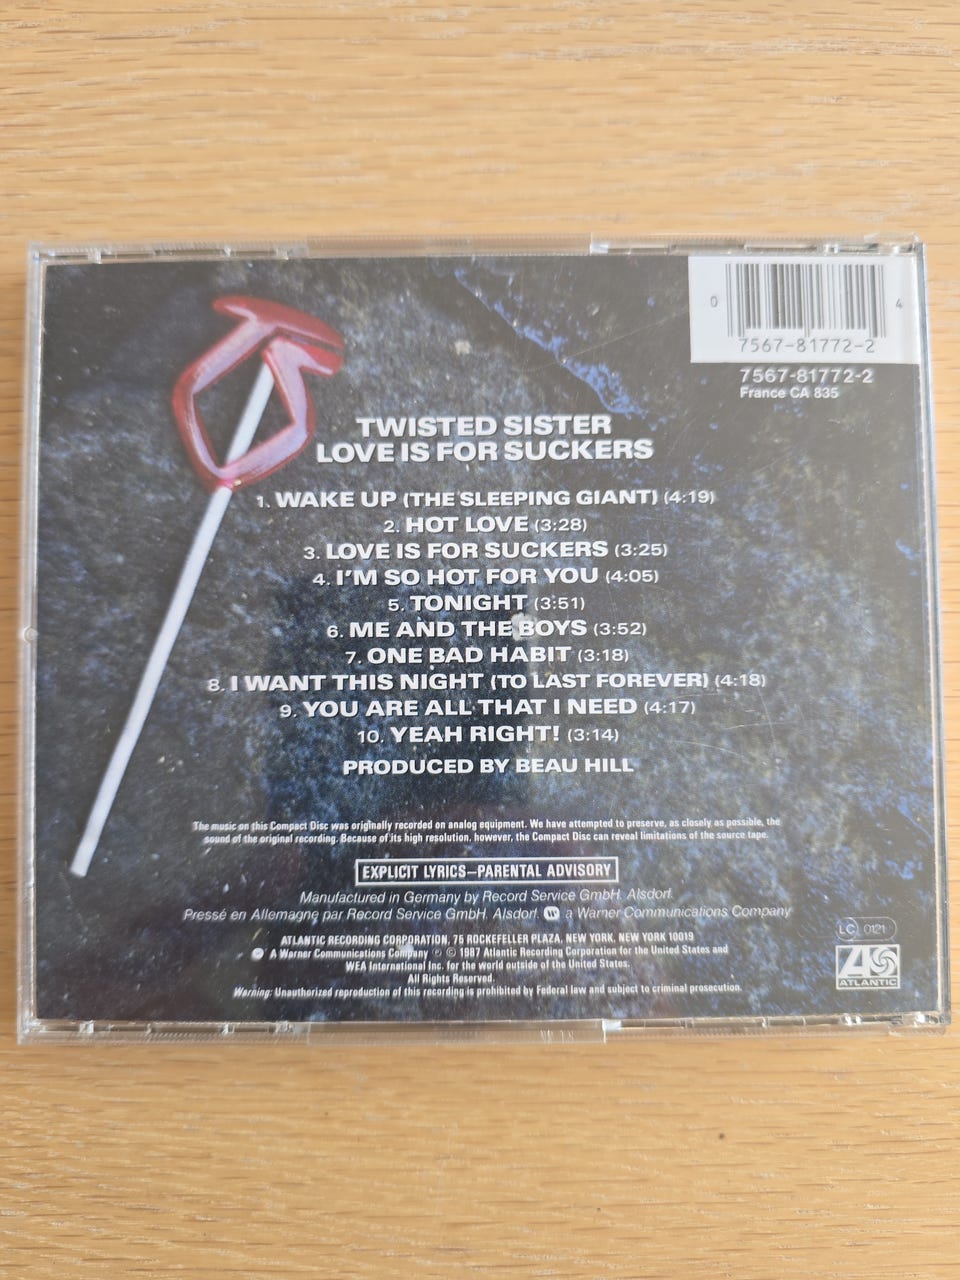 0
4
7567-81772-2
7567-81772-2
France CA 835
TWISTED SISTER
LOVE IS FOR SUCKERS
1. WAKE UP (THE SLEEPING GIANT) (4:19)
2. HOT LOVE (3:28)
3. LOVE IS FOR SUCKERS (3:25)
4. I'M SO HOT FOR YOU (4:05)
5. TONIGHT (3:51)
6. ME AND THE BOYS (3:52)
7. ONE BAD HABIT (3:18)
8. I WANT THIS NIGHT (TO LAST FOREVER) (4:18)
9. YOU ARE ALL THAT I NEED (4:17)
10. YEAH RIGHT! (3:14)
PRODUCED BY BEAU HILL
The music on this Compact Disc was originally recorded on analog equipment. We have attempted to preserve, as closely as possible, the
sound of the original recording. Because of its high resolution, however, the Compact Disc can reveal limitations of the source tape.
EXPLICIT LYRICS—PARENTAL ADVISORY
Manufactured in Germany by Record Service GmbH. Alsdorf.
Pressé en Allemagne par Record Service GmbH, Alsdorf. W a Warner Communications Company
LC 0121
ATLANTIC RECORDING CORPORATION, 75 ROCKEFELLER PLAZA, NEW YORK, NEW YORK 10019
A Warner Communications Company ℗ © 1987 Atlantic Recording Corporation for the United States and
WEA International Inc. for the world outside of the United States.
All Rights Reserved.
Warning: Unauthorized reproduction of this recording is prohibited by Federal law and subject to criminal prosecution.
ATLANTIC